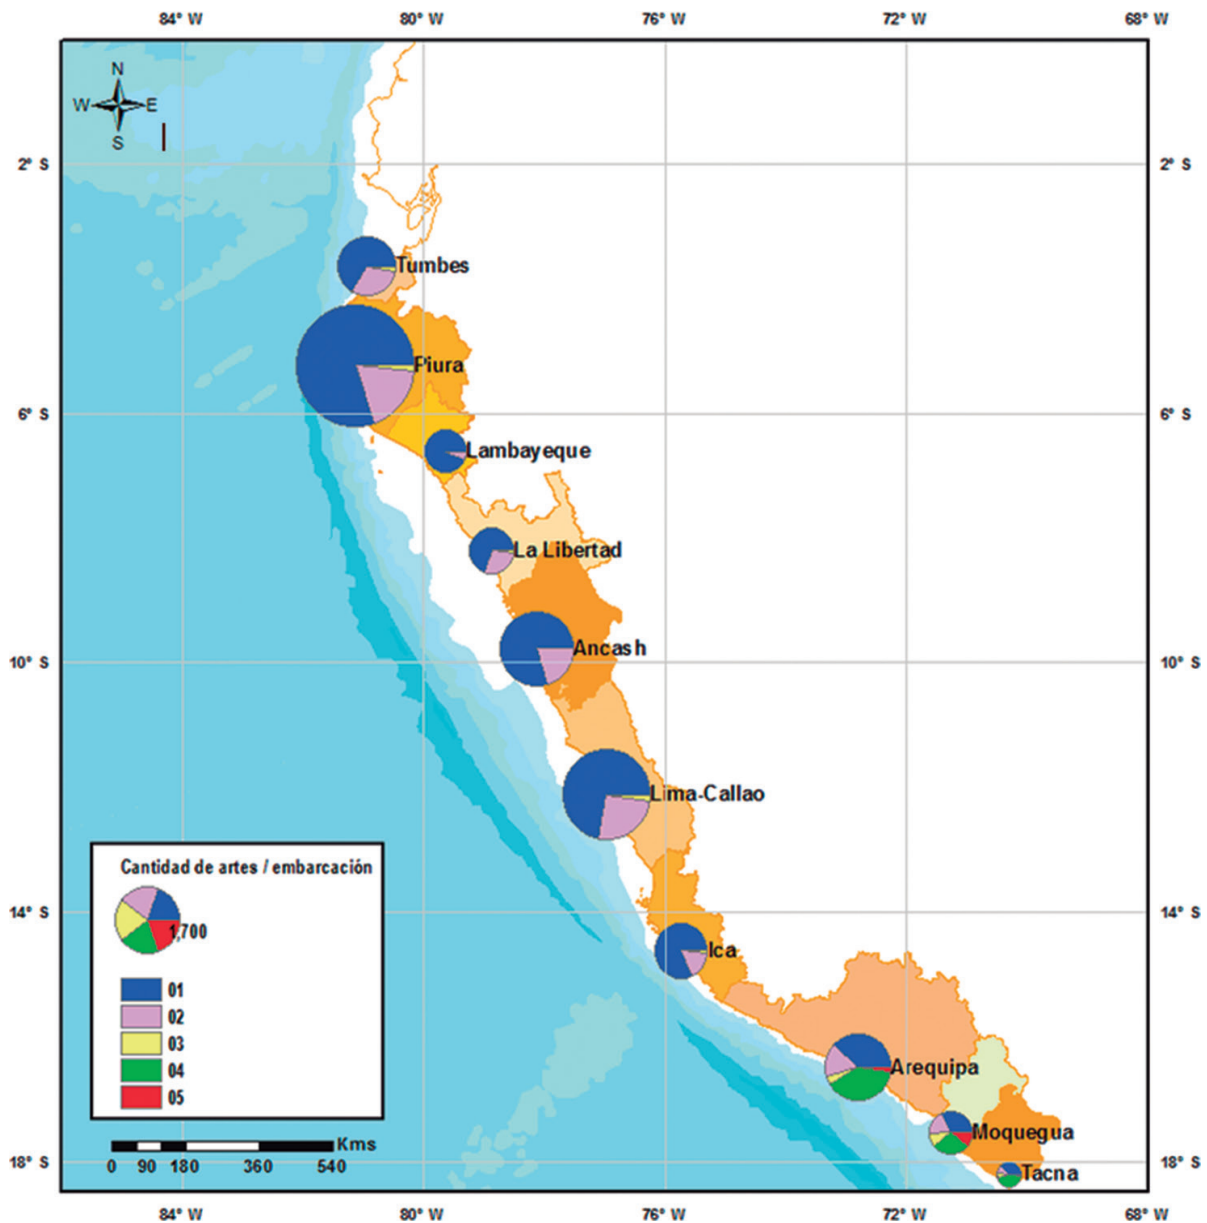 84° W 80° W 76° W 72° W 68° W
N
W E
S
2° S 2° S
Tumbes
Piura
6° S 6° S
Lambayeque
La Libertad
Ancash
10° S 10° S
Lima-Callao
Cantidad de artes / embarcación
14° S 14° S
1,700
Ica
01
02
03
04
Arequipa
05
Moquegua
Kms
0 90 180 360 540
18° S 18° S
Tacna
84° W 80° W 76° W 72° W 68° W